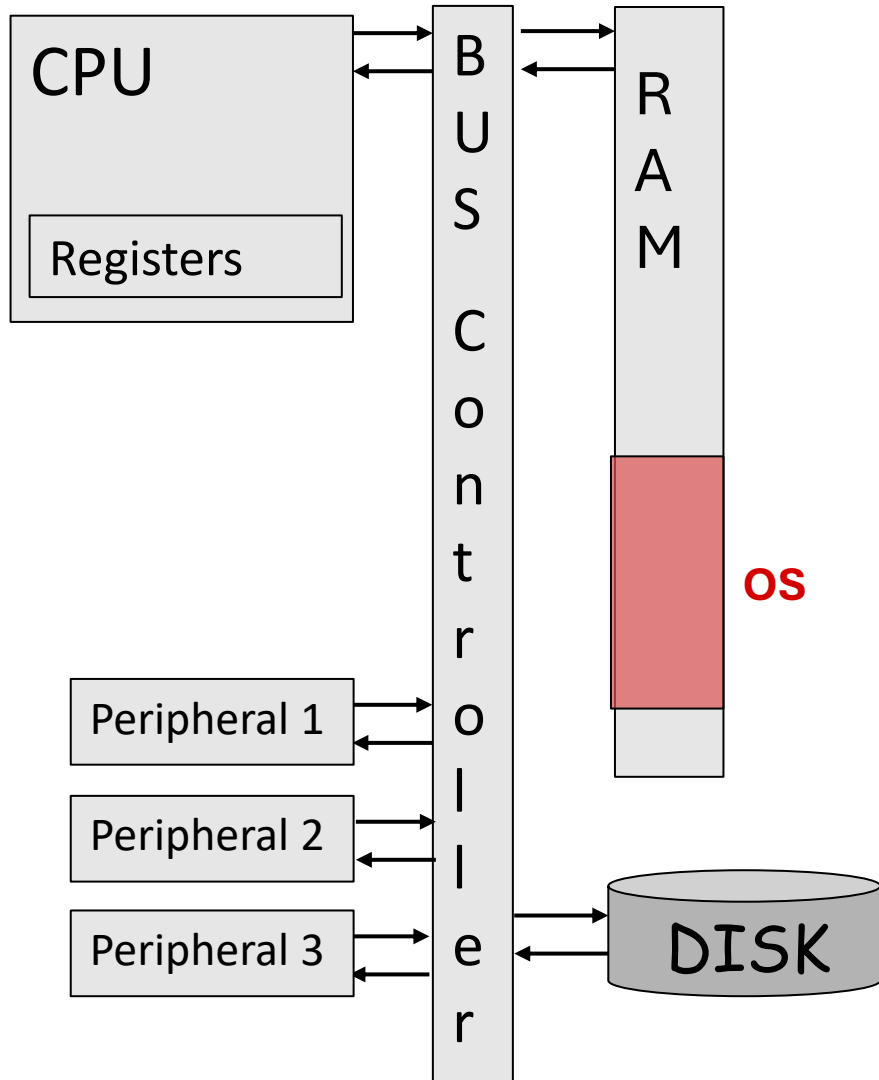 CPU
Registers
BUS Controller
RAM
OS
Peripheral 1
Peripheral 2
Peripheral 3
DISK